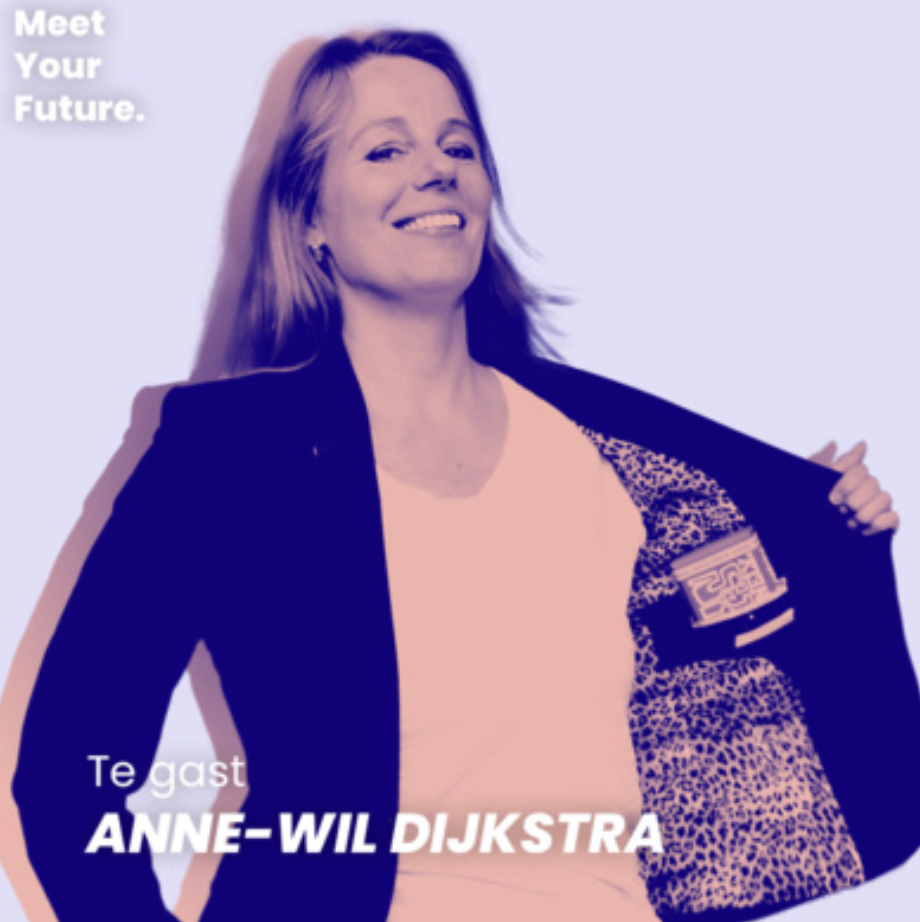 Meet
Your
Future.
Te gast
ANNE-WIL DIJKSTRA